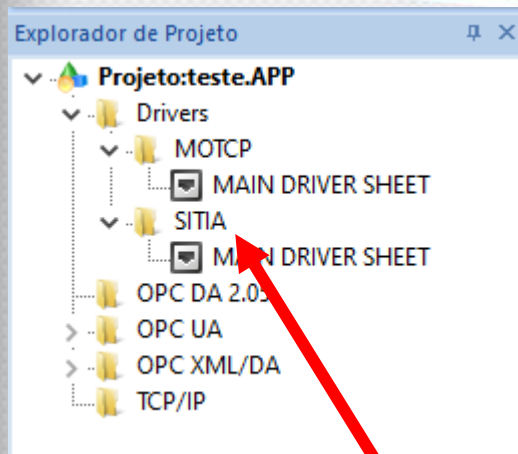 Explorador de Projeto
Projeto:teste.APP
Drivers
MOTCP
MAIN DRIVER SHEET
SITIA
MAIN DRIVER SHEET
OPC DA 2.05
OPC UA
OPC XML/DA
TCP/IP